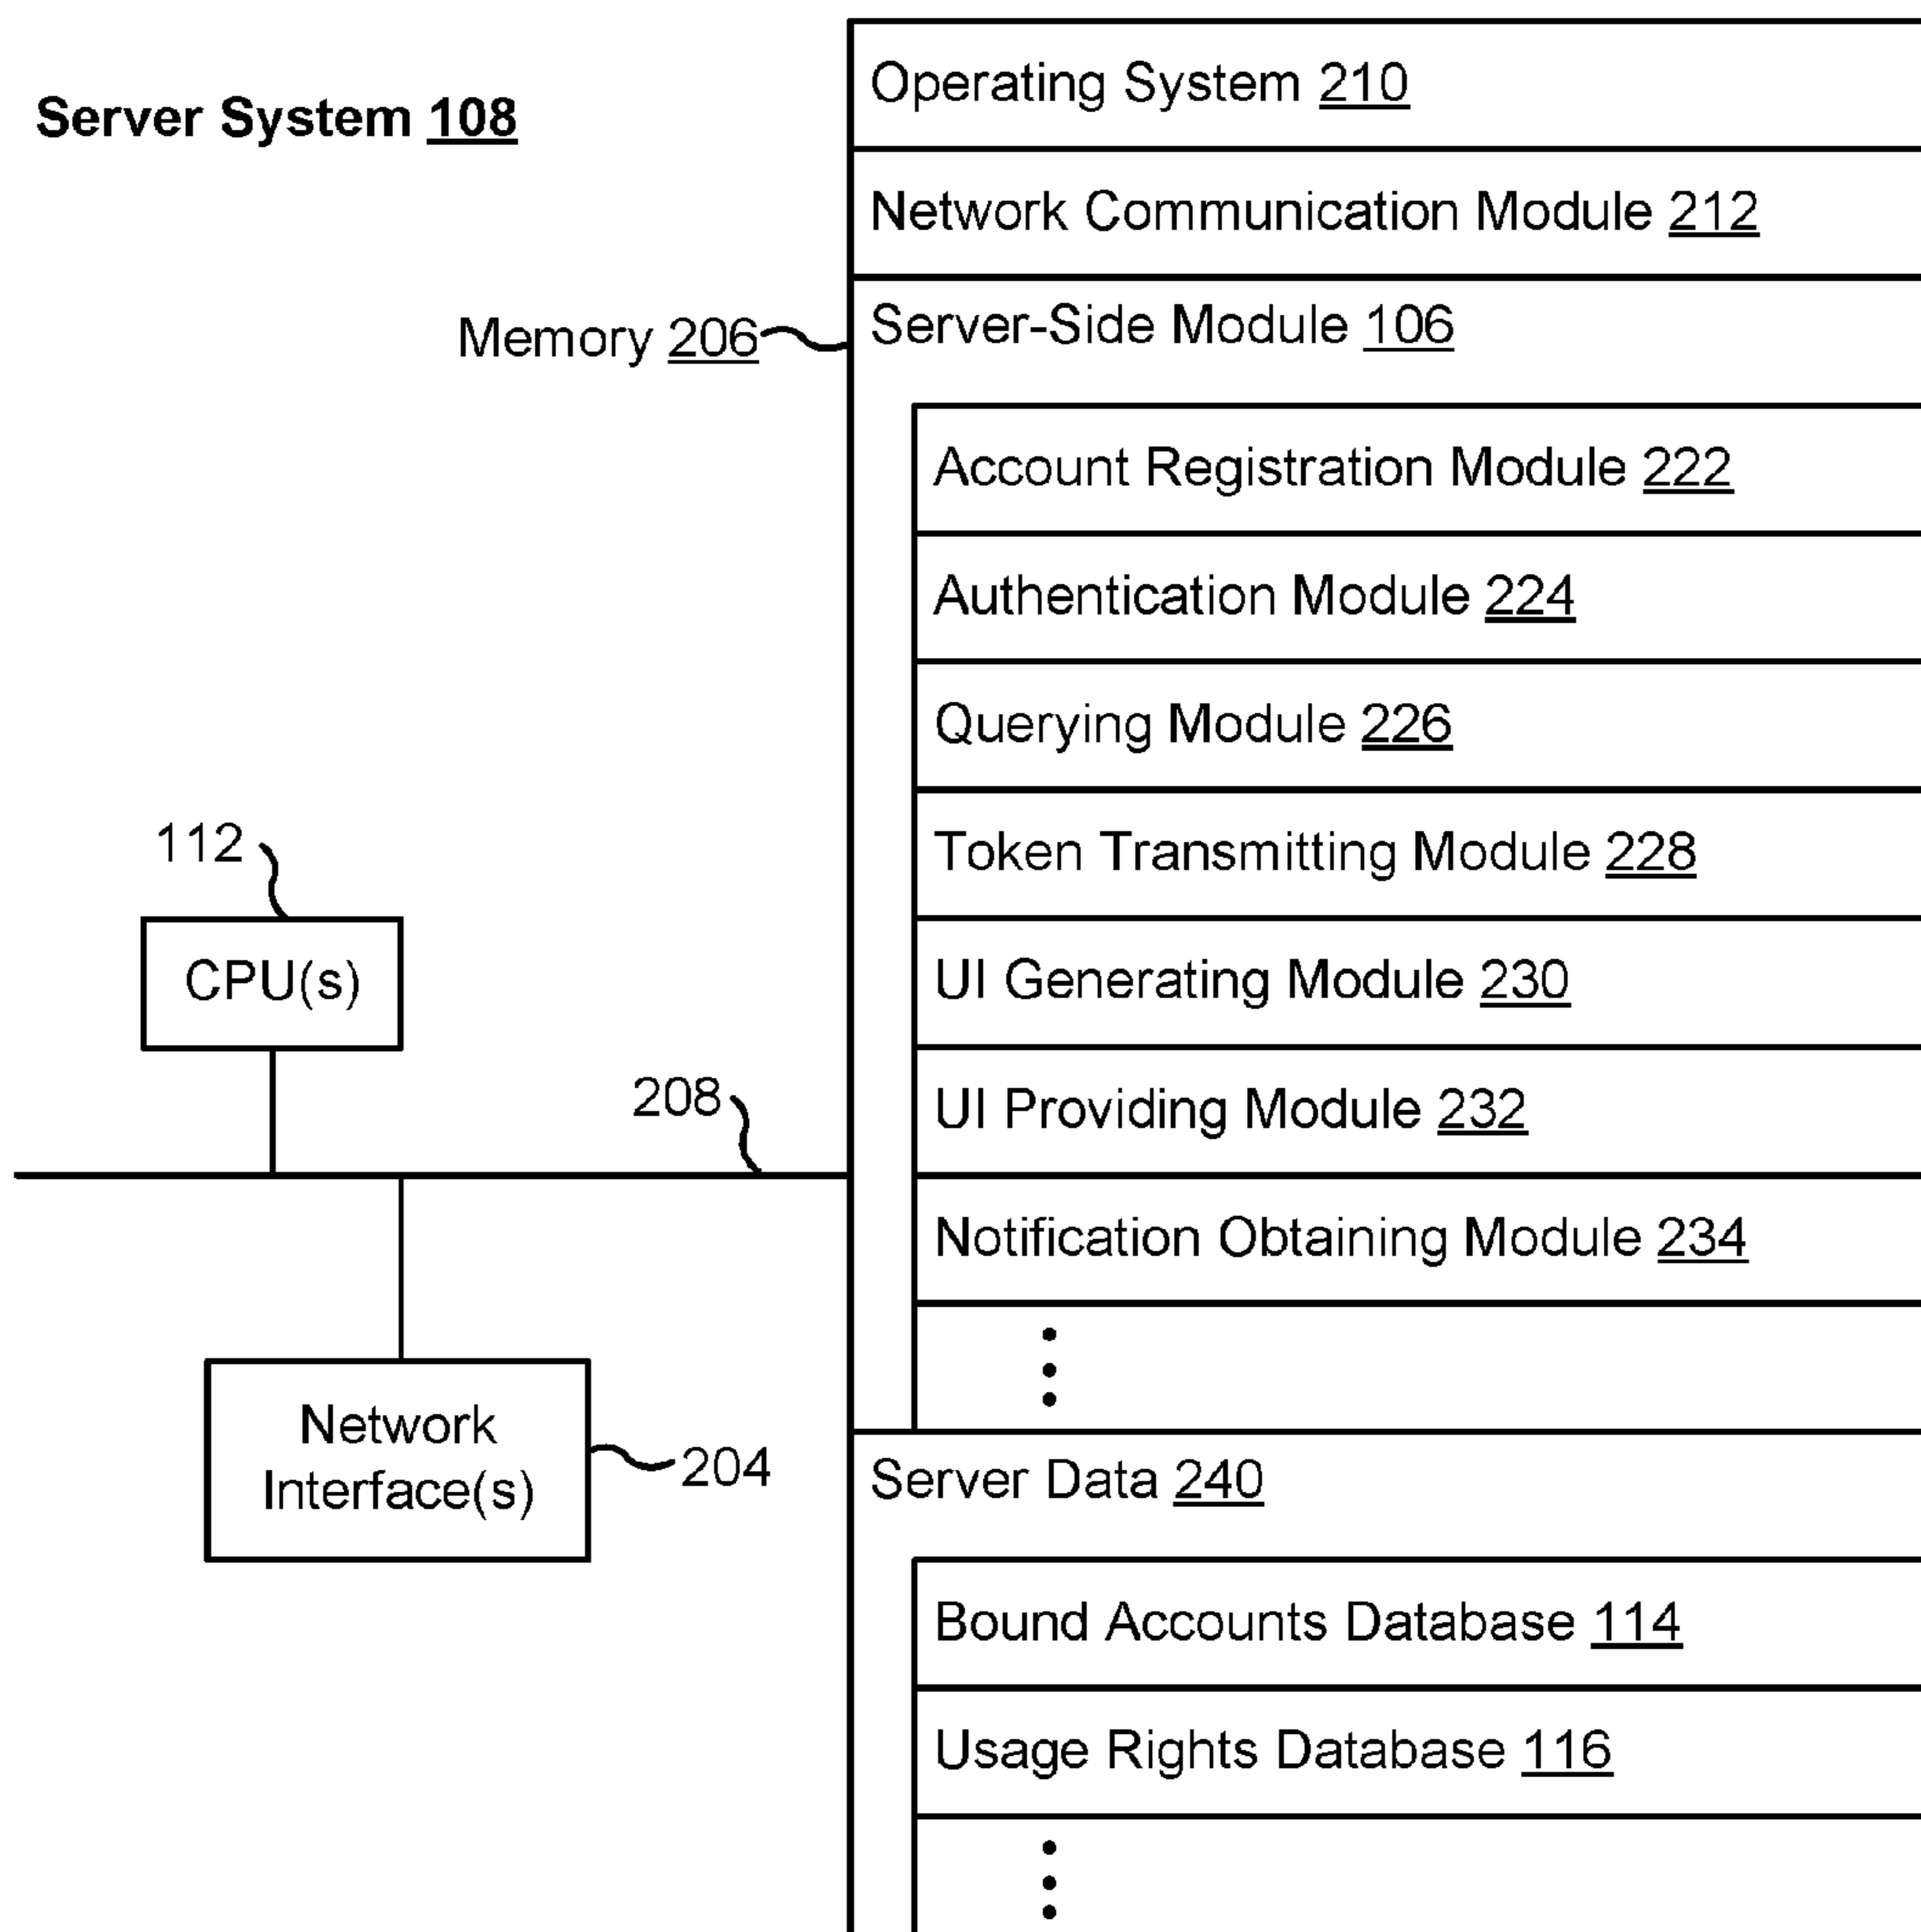 Server System 108
Operating System 210
Network Communication Module 212
Memory 206
Server-Side Module 106
Account Registration Module 222
Authentication Module 224
Querying Module 226
Token Transmitting Module 228
112
CPU(s)
UI Generating Module 230
208
UI Providing Module 232
Notification Obtaining Module 234
Network
Interface(s)
204
Server Data 240
Bound Accounts Database 114
Usage Rights Database 116